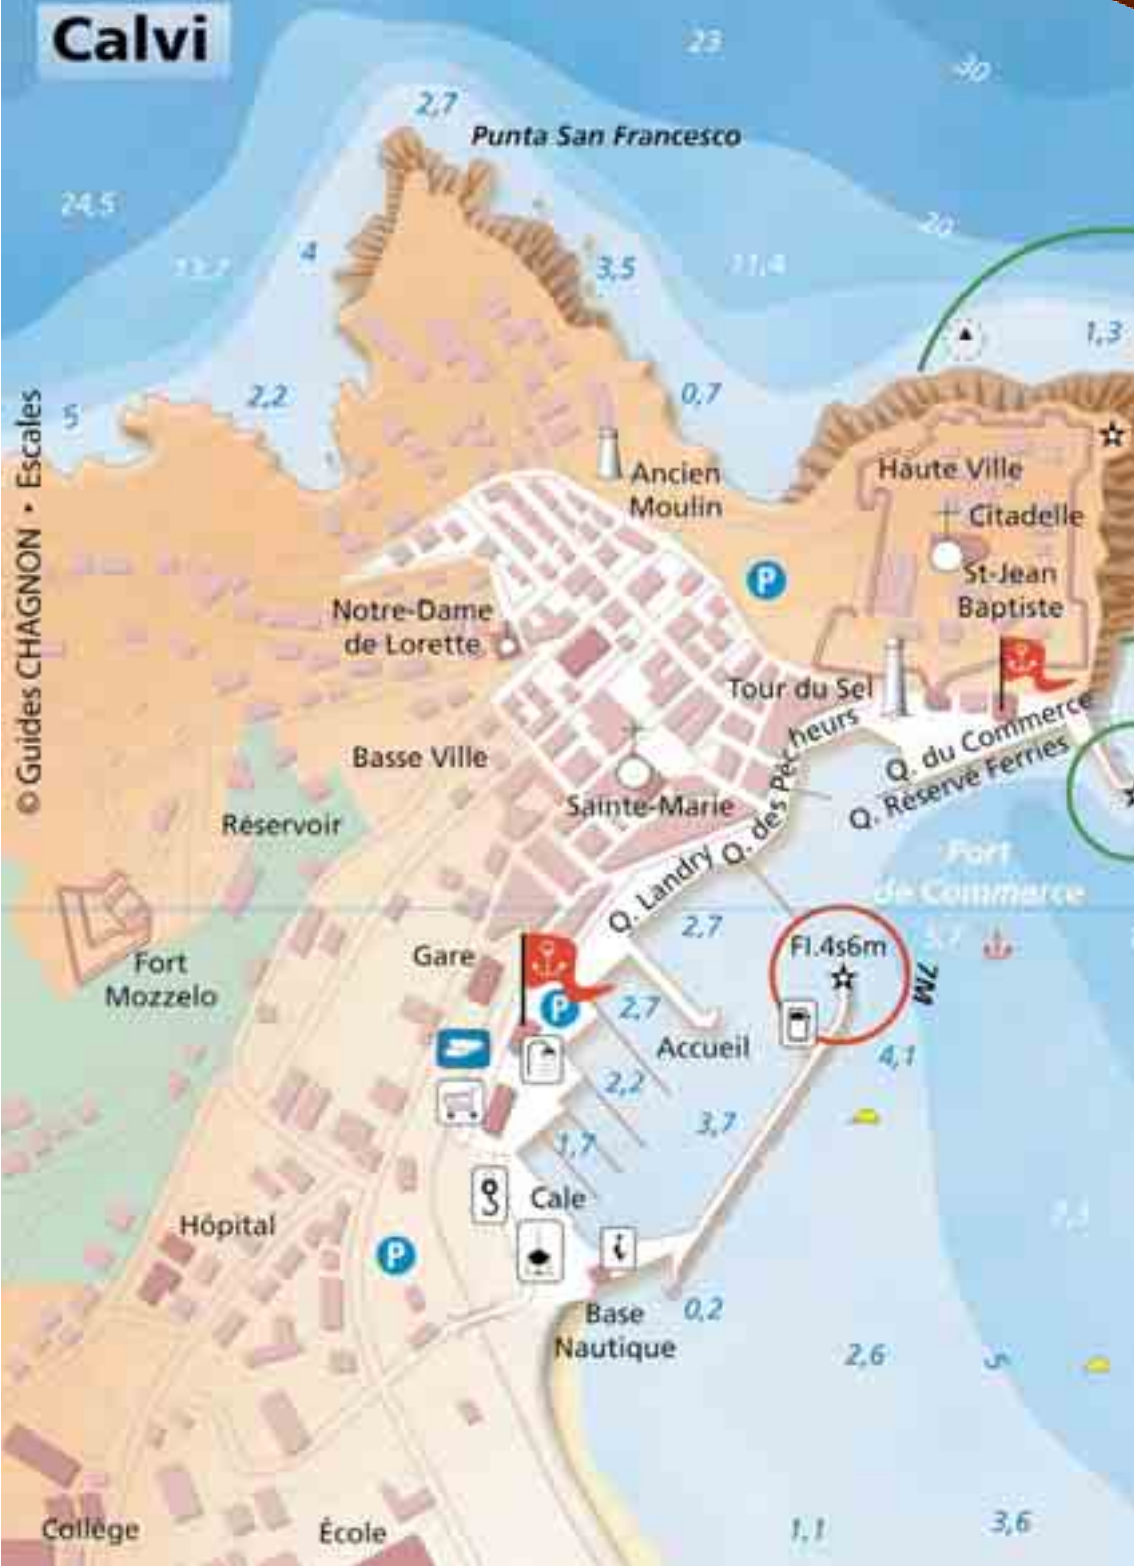 Calvi
23
30
2,7
Punta San Francesco
24,5
13,7
4
3,5
11,4
20
1,3
5
2,2
0,7
© Guides CHAGNON • Escales
Ancien
Moulin
Haute Ville
Citadelle
St-Jean
Baptiste
P
Notre-Dame
de Lorette
Tour du Sel
Basse Ville
Q. des Pêcheurs
Q. du Commerce
Q. Réserve Ferries
Sainte-Marie
Réservoir
Port
de Commerce
Q. Landry
2,7
Fl.4s6m
7M
Gare
Fort
Mozzelo
P
2,7
Accueil
4,1
2,2
3,7
1,7
Cale
Hôpital
P
i
Base
Nautique
0,2
2,6
5
Collège
École
1,1
3,6